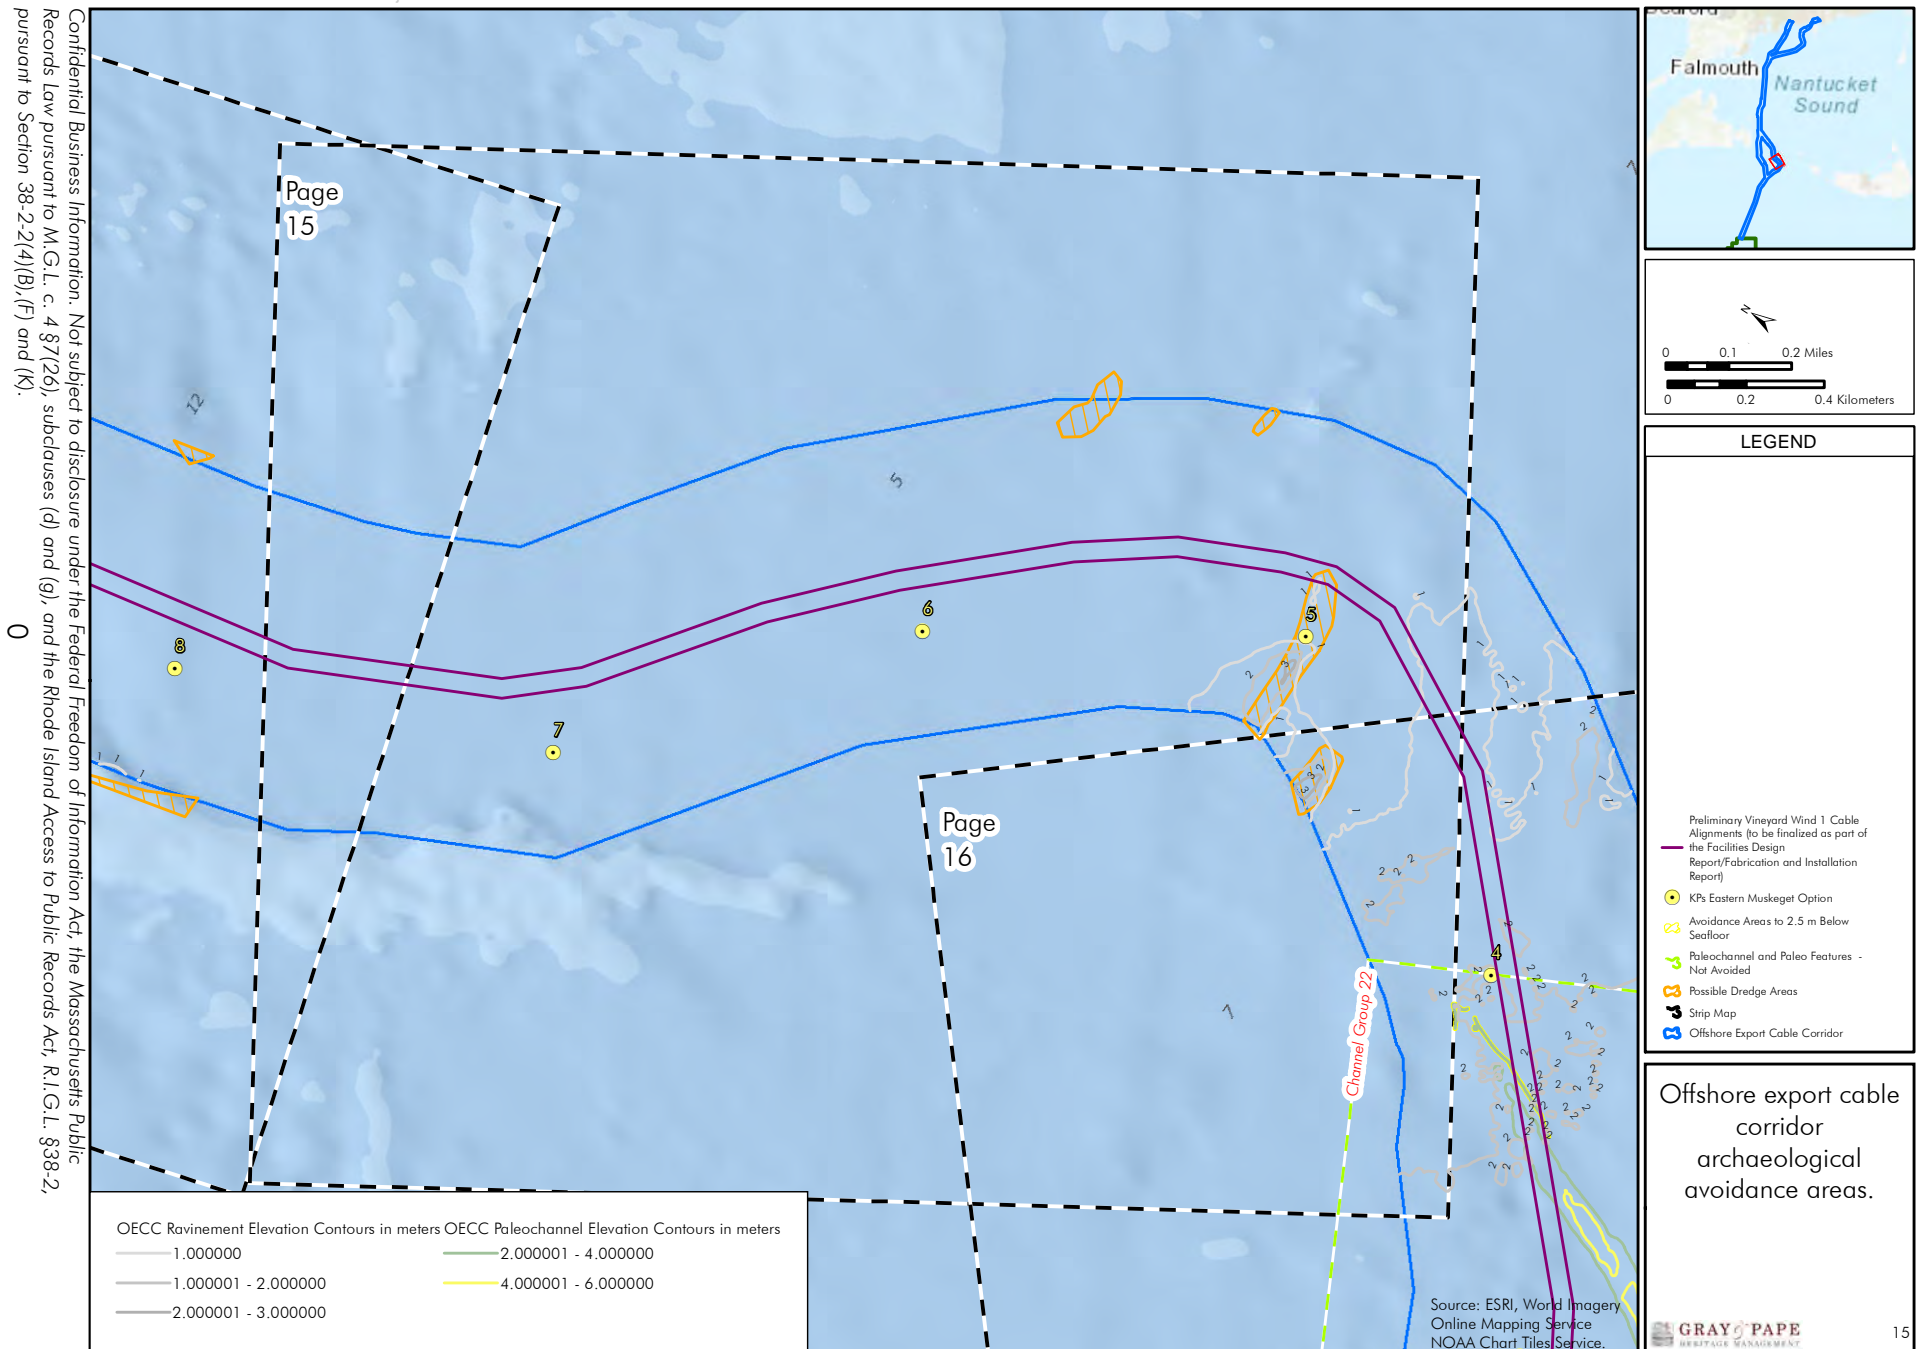 Confidential Business Information. Not subject to disclosure under the Federal Freedom of Information Act, the Massachusetts Public
Records Law pursuant to M.G.L. c. 4 §7(26), subclauses (d) and (g), and the Rhode Island Access to Public Records Act, R.I.G.L. §38-2,
pursuant to Section 38-2-2(4)(B),(F) and (K).
0
Page
15
12
5
6
5
8
7
Page
16
7
4
Channel Group 22
OECC Ravinement Elevation Contours in meters
1.000000
1.000001 - 2.000000
2.000001 - 3.000000
OECC Paleochannel Elevation Contours in meters
2.000001 - 4.000000
4.000001 - 6.000000
Source: ESRI, World Imagery
Online Mapping Service
NOAA Chart Tiles Service.
Falmouth
Nantucket
Sound
N
0 0.1 0.2 Miles
0 0.2 0.4 Kilometers
LEGEND
Preliminary Vineyard Wind 1 Cable
Alignments (to be finalized as part of
the Facilities Design
Report/Fabrication and Installation
Report)
KPs Eastern Muskeget Option
Avoidance Areas to 2.5 m Below
Seafloor
Paleochannel and Paleo Features -
Not Avoided
Possible Dredge Areas
Strip Map
Offshore Export Cable Corridor
Offshore export cable
corridor
archaeological
avoidance areas.
GRAY & PAPE
HERITAGE MANAGEMENT
15